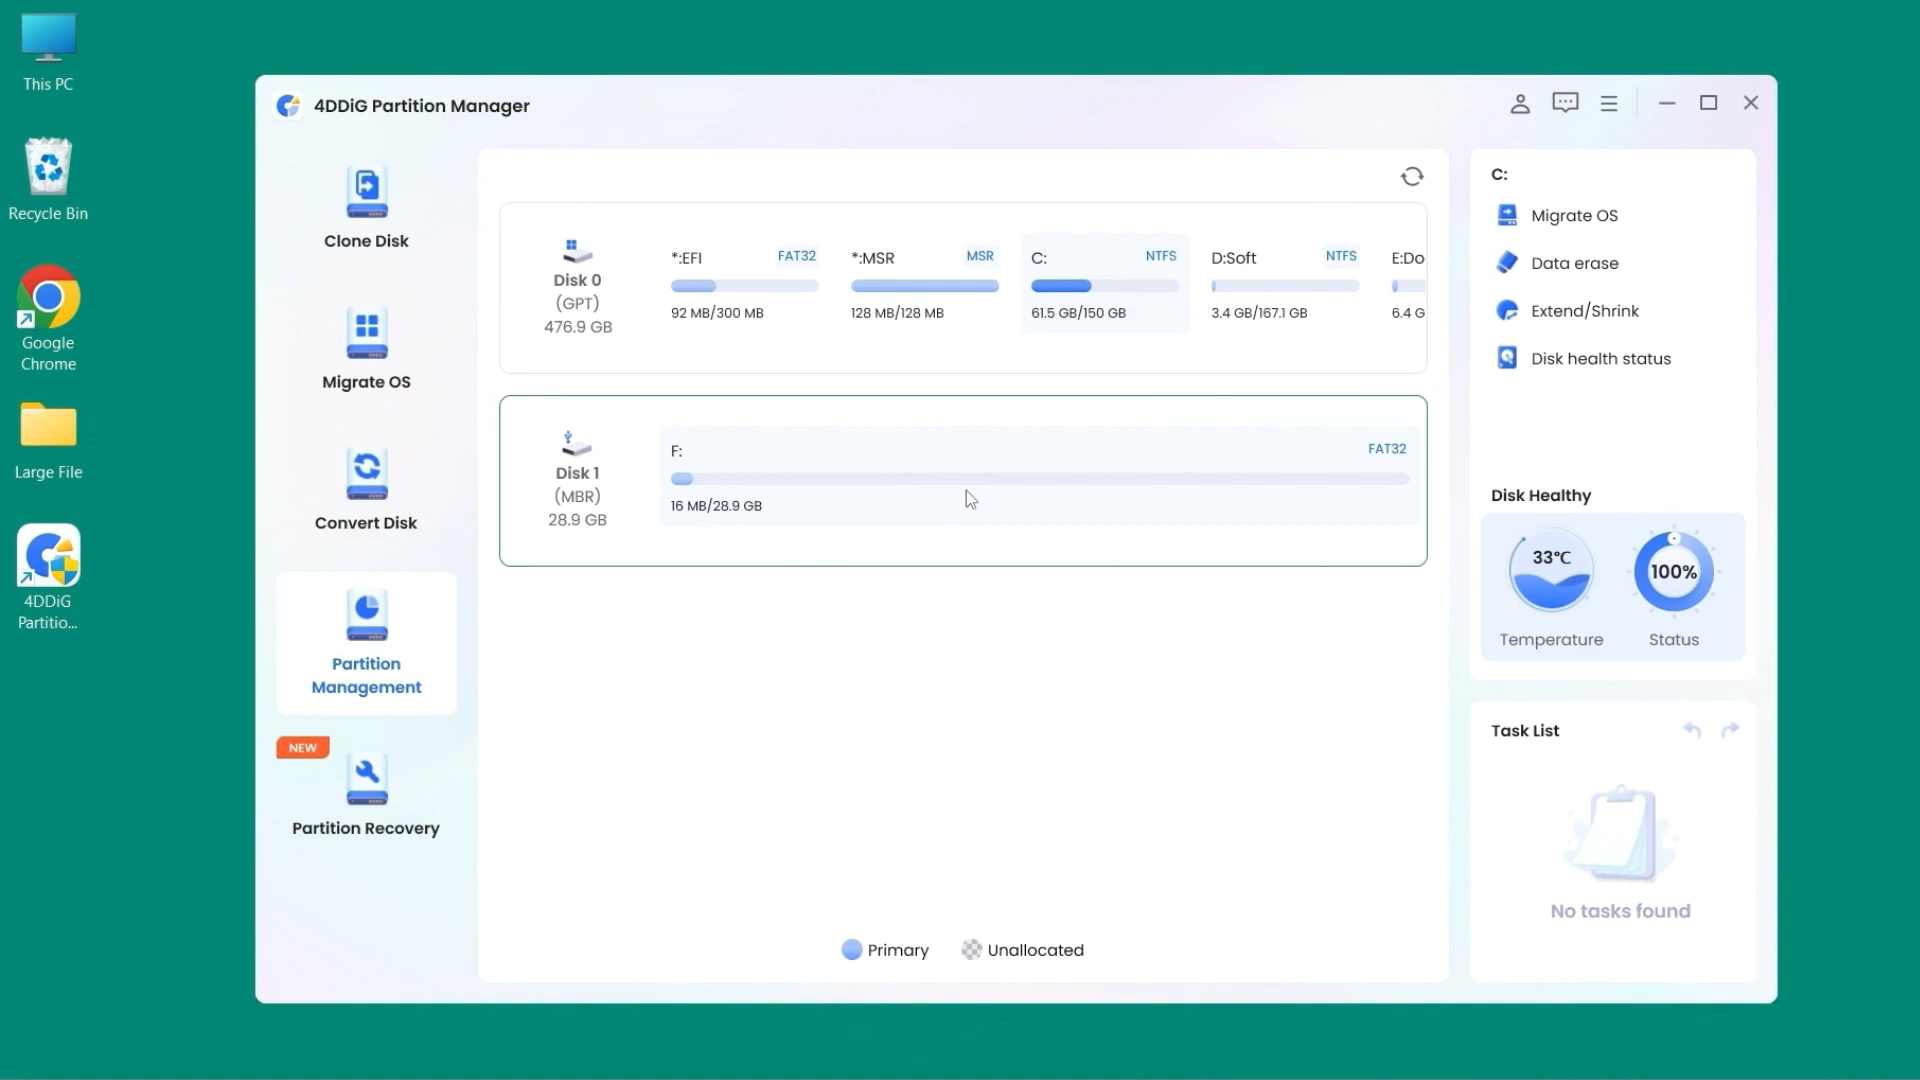 This PC
Recycle Bin
Google
Chrome
Large File
4DDiG
Partitio...
4DDiG Partition Manager
Clone Disk
Migrate OS
Convert Disk
Partition
Management
NEW
Partition Recovery
Disk 0
(GPT)
476.9 GB
*:EFI FAT32
92 MB/300 MB
*:MSR MSR
128 MB/128 MB
C: NTFS
61.5 GB/150 GB
D:Soft NTFS
3.4 GB/167.1 GB
E:Do
6.4 G
Disk 1
(MBR)
28.9 GB
F: FAT32
16 MB/28.9 GB
Primary
Unallocated
C:
Migrate OS
Data erase
Extend/Shrink
Disk health status
Disk Healthy
33℃
Temperature
100%
Status
Task List
No tasks found